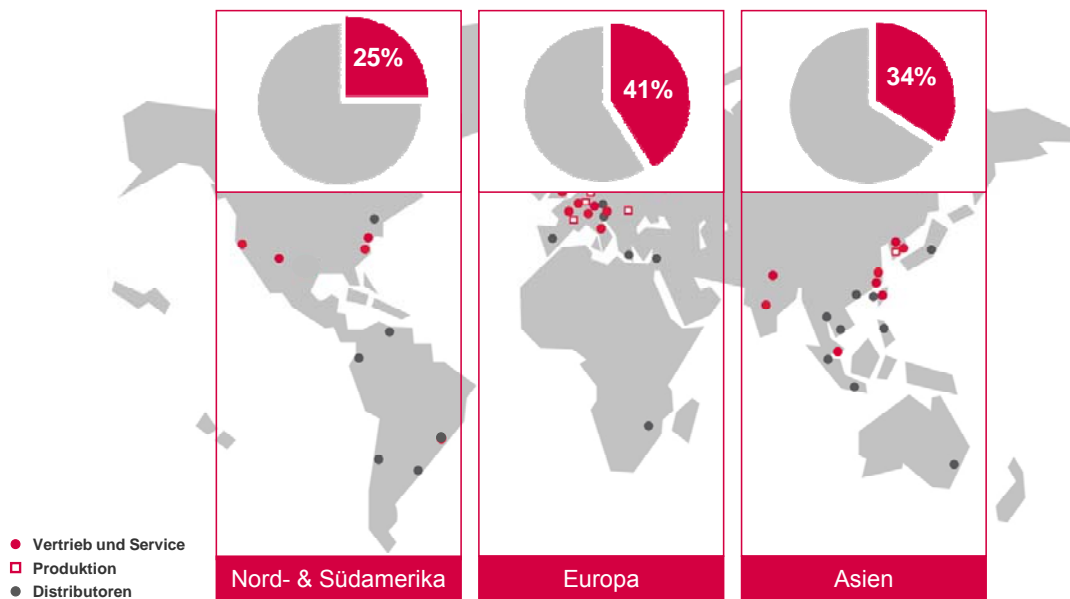 25%
41%
34%
Vertrieb und Service
Produktion
Distributoren
Nord- & Südamerika
Europa
Asien